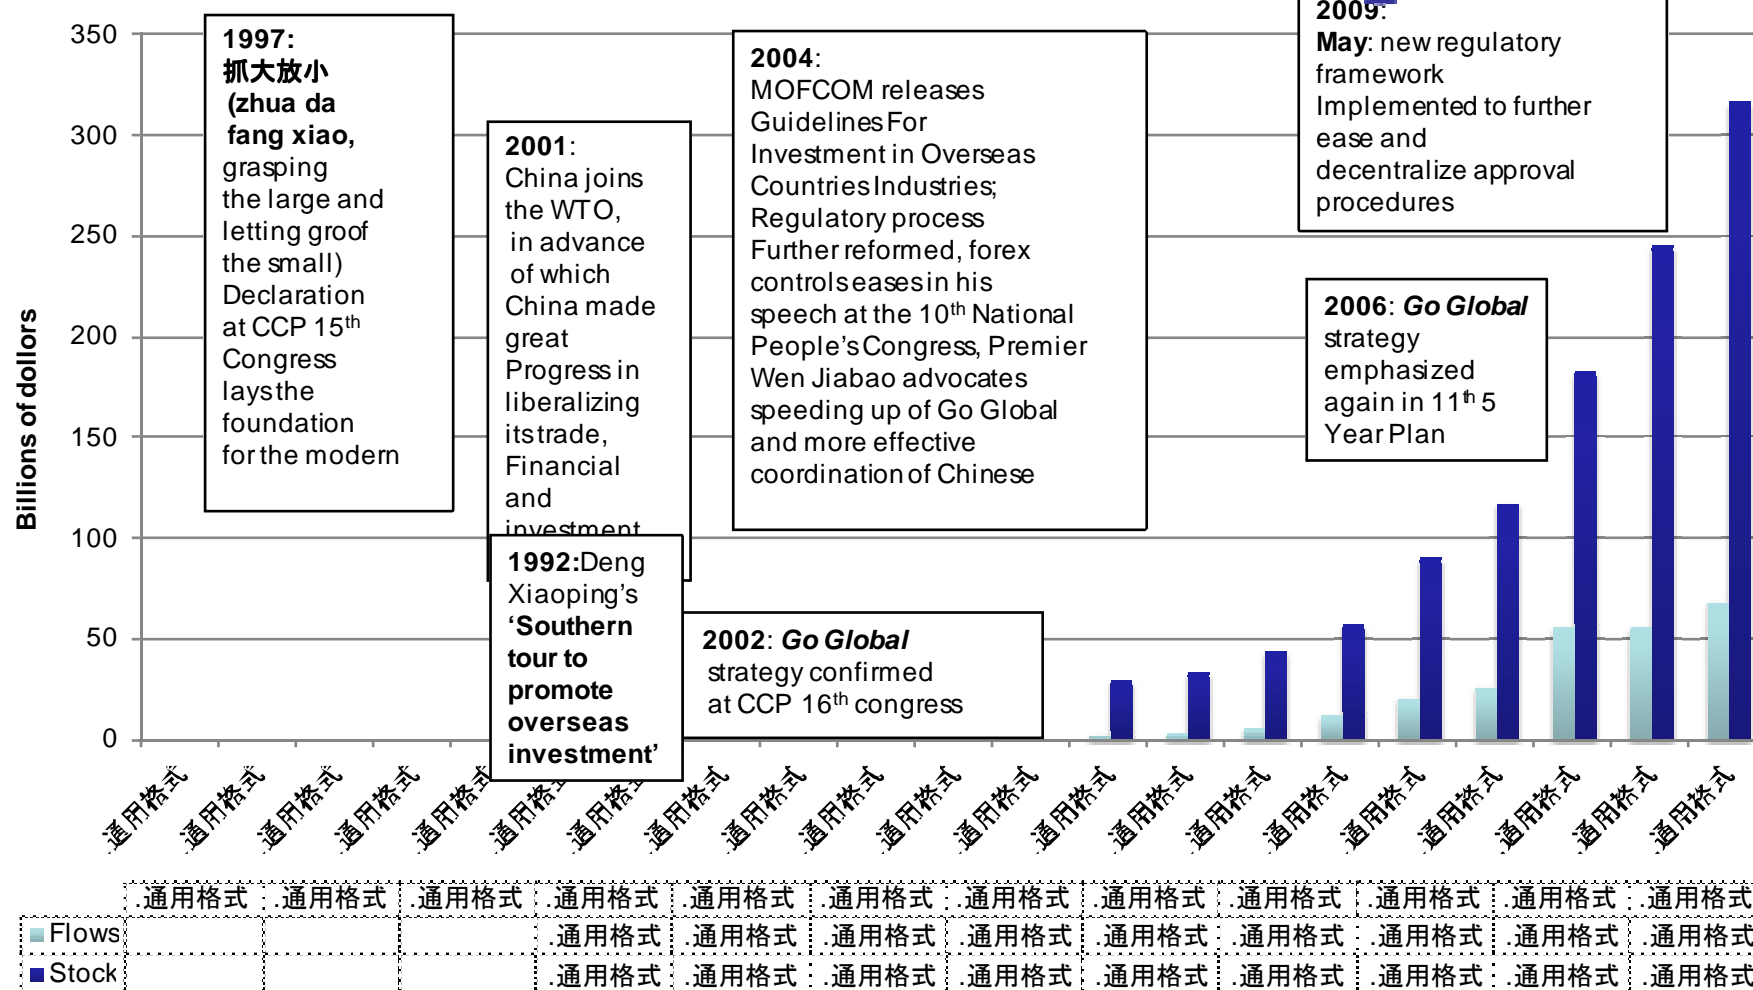 350
300
250
200
150
100
50
0
Billions of dollors
1997:
抓大放小
(zhua da
fang xiao,
grasping
the large and
letting groof
the small)
Declaration
at CCP 15th
Congress
lays the
foundation
for the modern
2001:
China joins
the WTO,
in advance
of which
China made
great
Progress in
liberalizing
its trade,
Financial
and
investment
1992:Deng
Xiaoping's
‘Southern
tour to
promote
overseas
investment’
2002: Go Global
strategy confirmed
at CCP 16th congress
2004:
MOFCOM releases
Guidelines For
Investment in Overseas
Countries Industries;
Regulatory process
Further reformed, forex
controls eases in his
speech at the 10th National
People’s Congress, Premier
Wen Jiabao advocates
speeding up of Go Global
and more effective
coordination of Chinese
2009:
May: new regulatory
framework
Implemented to further
ease and
decentralize approval
procedures
2006: Go Global
strategy
emphasized
again in 11th 5
Year Plan
.通用格式 .通用格式 .通用格式 .通用格式 .通用格式 .通用格式 .通用格式 .通用格式 .通用格式 .通用格式 .通用格式 .通用格式 .通用格式 .通用格式 .通用格式 .通用格式 .通用格式 .通用格式 .通用格式 .通用格式 .通用格式
.通用格式 .通用格式 .通用格式 .通用格式 .通用格式 .通用格式 .通用格式 .通用格式 .通用格式 .通用格式 .通用格式 .通用格式
Flows .通用格式 .通用格式 .通用格式 .通用格式 .通用格式 .通用格式 .通用格式 .通用格式 .通用格式
Stock .通用格式 .通用格式 .通用格式 .通用格式 .通用格式 .通用格式 .通用格式 .通用格式 .通用格式